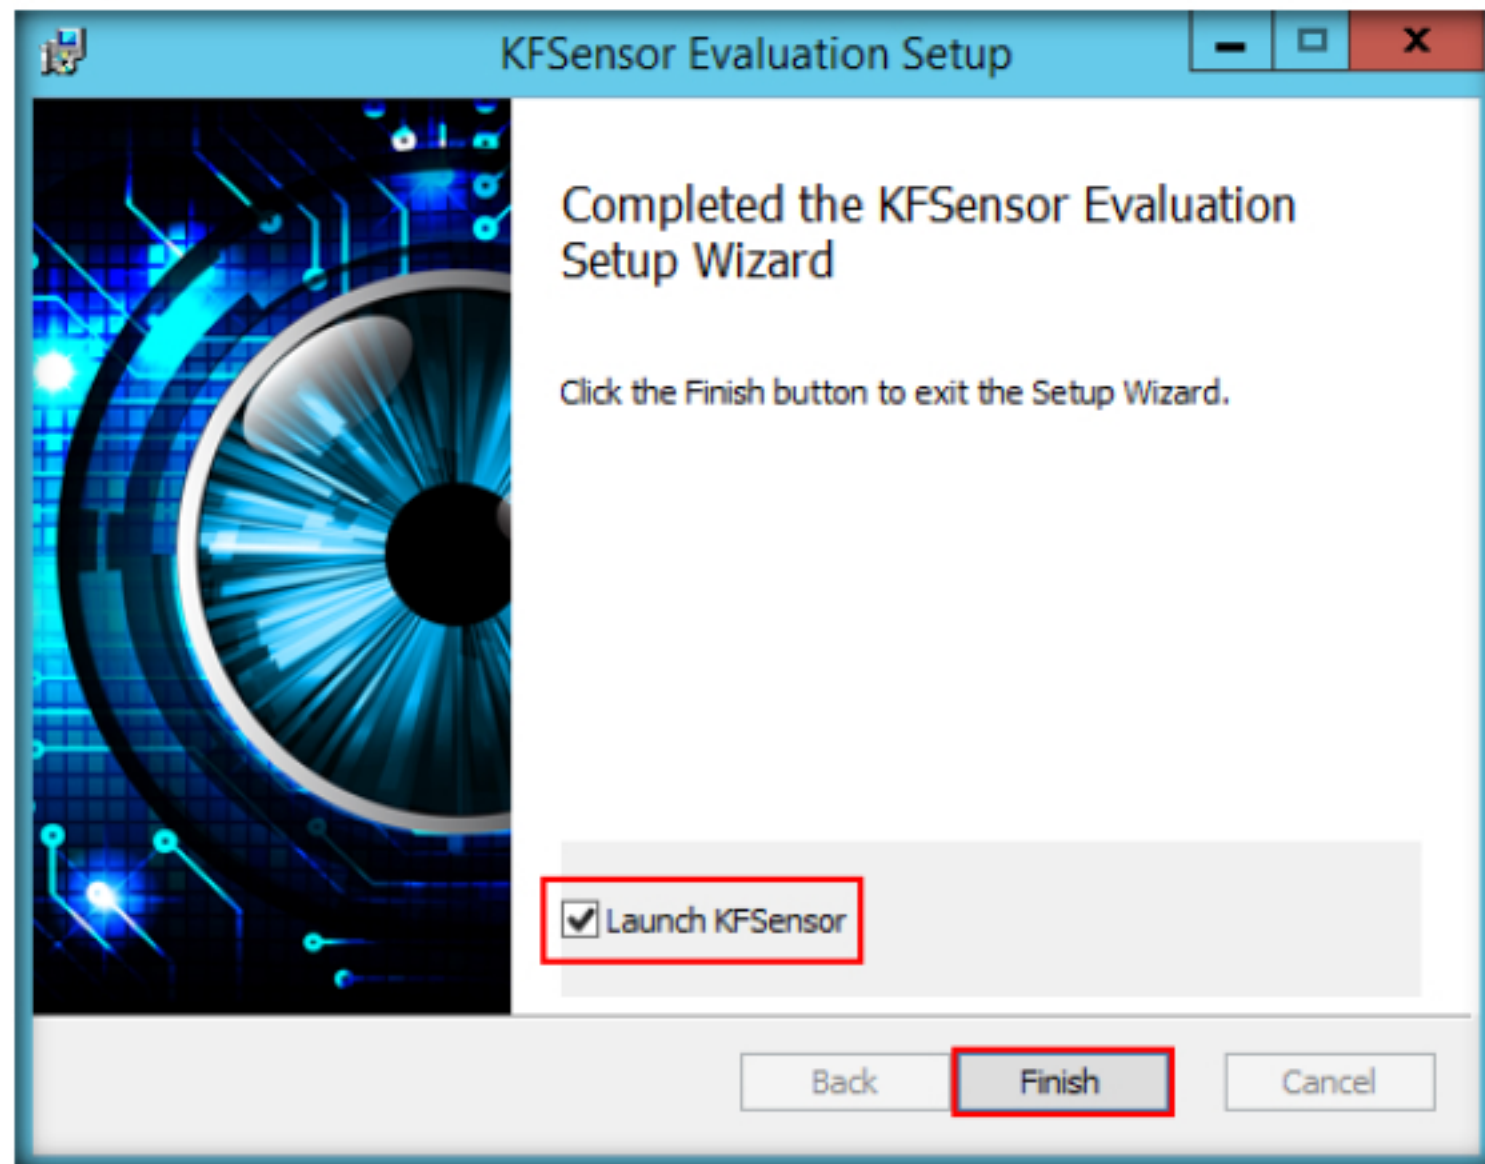 KFSensor Evaluation Setup
Completed the KFSensor Evaluation
Setup Wizard
Click the Finish button to exit the Setup Wizard.
Launch KFSensor
Back
Finish
Cancel